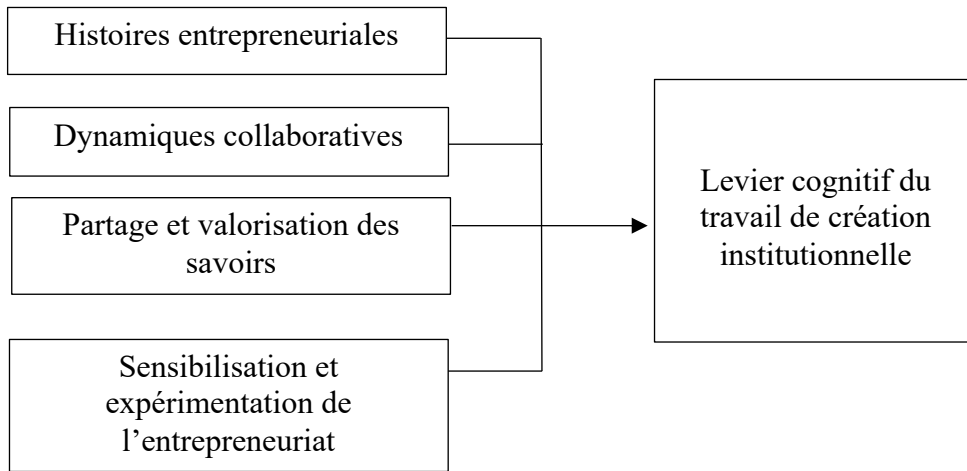 Histoires entrepreneuriales
Dynamiques collaboratives
Partage et valorisation des
savoirs
Sensibilisation et
expérimentation de
l’entrepreneuriat
Levier cognitif du
travail de création
institutionnelle